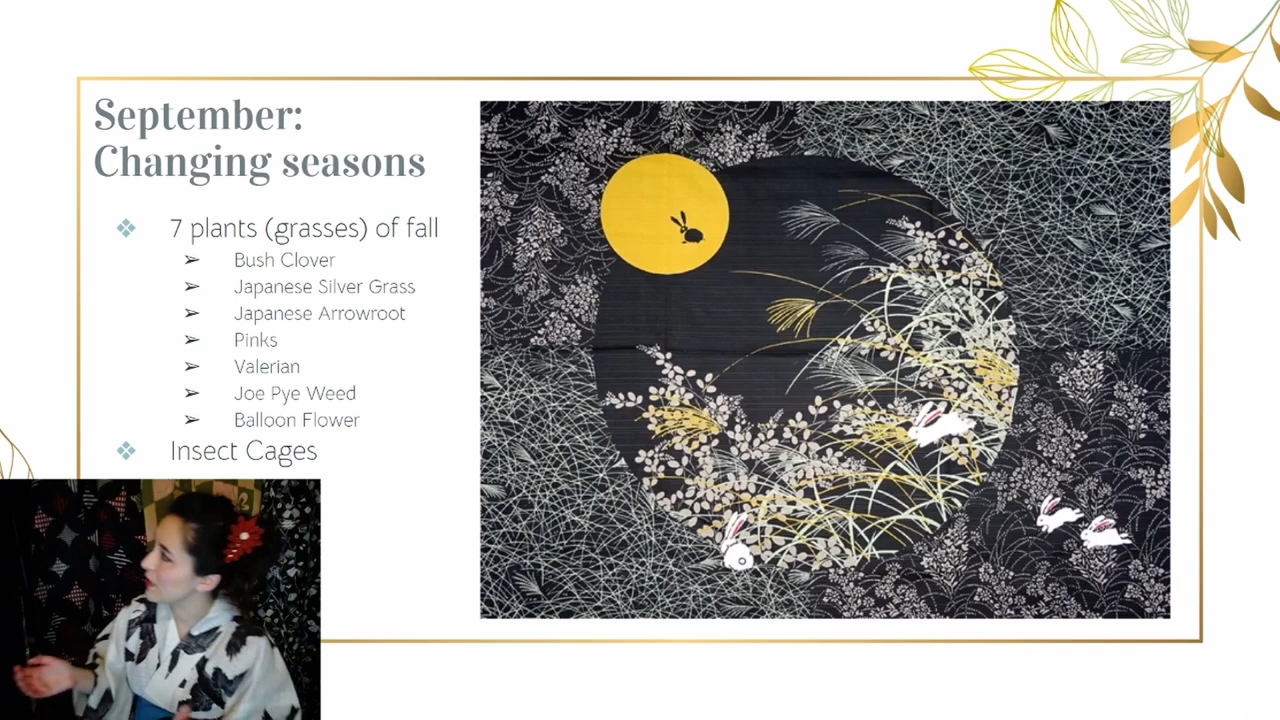 September:
Changing seasons
7 plants (grasses) of fall
Bush Clover
Japanese Silver Grass
Japanese Arrowroot
Pinks
Valerian
Joe Pye Weed
Balloon Flower
Insect Cages